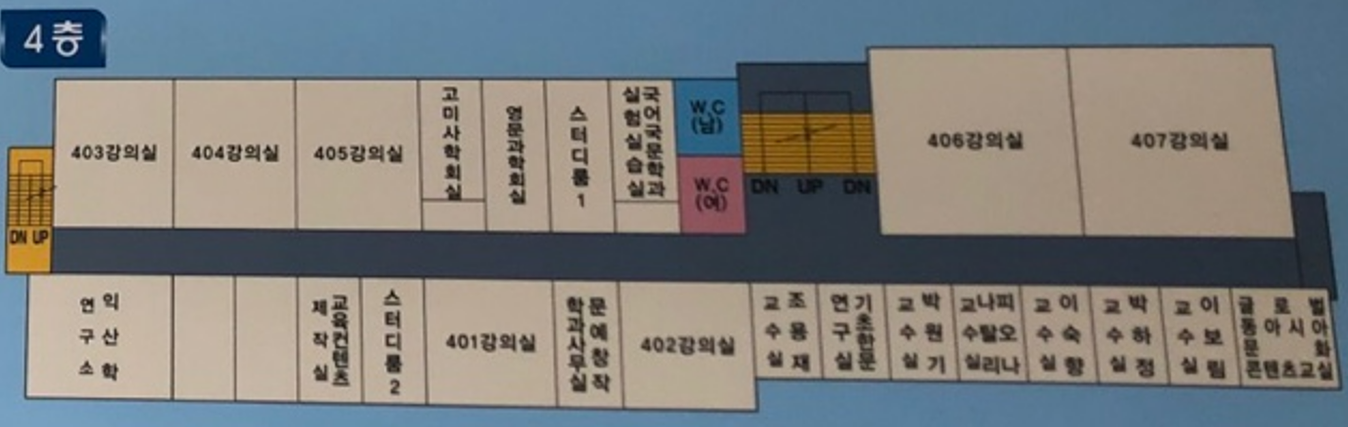 4층
403강의실
404강의실
405강의실
고미사학회실
영문과학회실
스터디룸1
국어국문학과
실험실습실
W.C
(남)
W.C
(여)
DN UP DN
406강의실
407강의실
DN UP
익산학
연구소
교육컨텐츠
제작실
스터디룸2
401강의실
문예창작
학과사무실
402강의실
조용재
교수실
기초한문
연구실
박원기
교수실
피오나
나탈리
교수실
이숙향
교수실
박하정
교수실
이보림
교수실
글로벌
동아시아
문화
콘텐츠교실